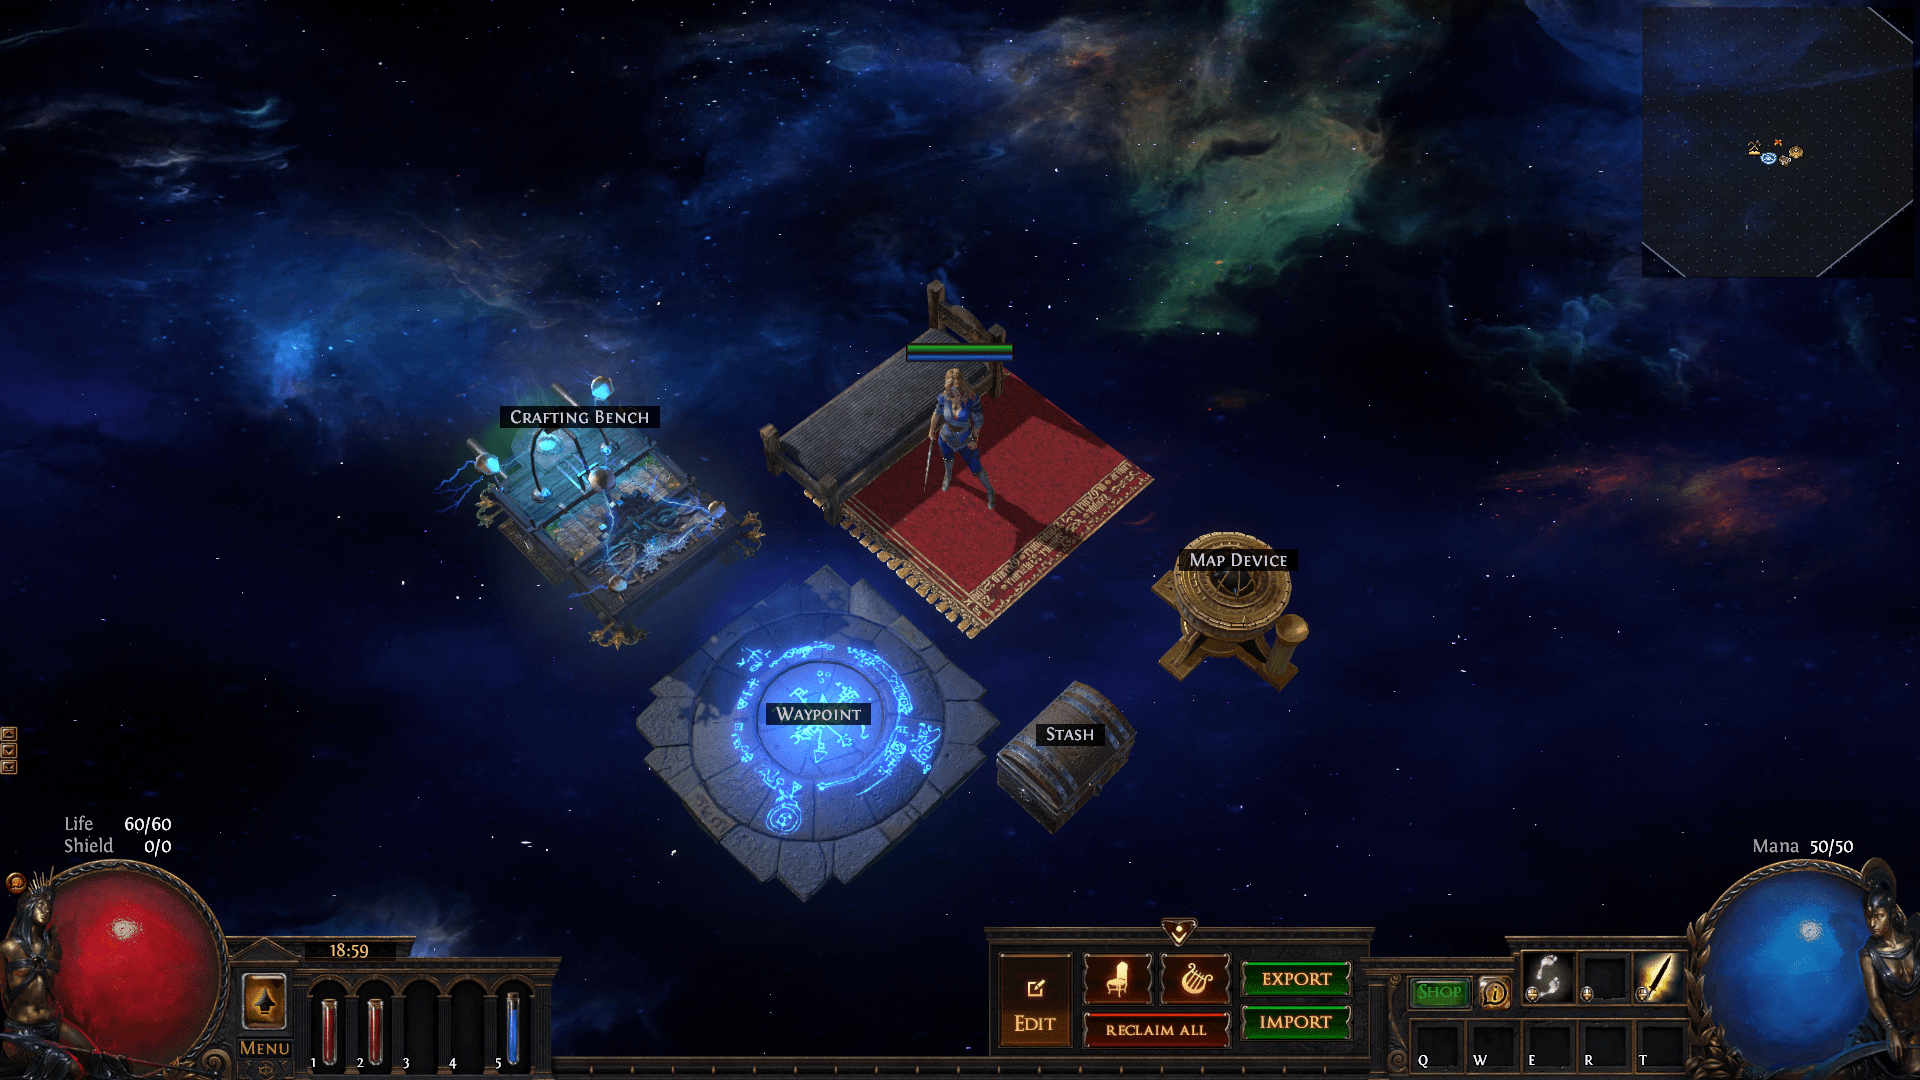 Crafting Bench
Map Device
Waypoint
Stash
Life 60/60
Shield 0/0
Mana 50/50
18:59
Menu
1
2
3
4
5
Edit
Reclaim All
Export
Import
Shop
Q
W
E
R
T